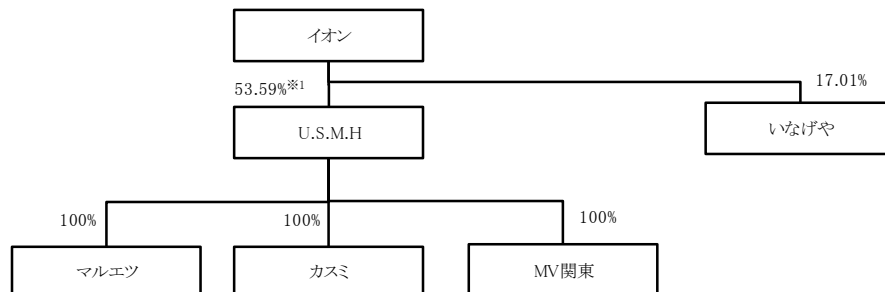 イオン
53.59%※1
17.01%
U.S.M.H
いなげや
100%
100%
100%
マルエツ
カスミ
MV関東